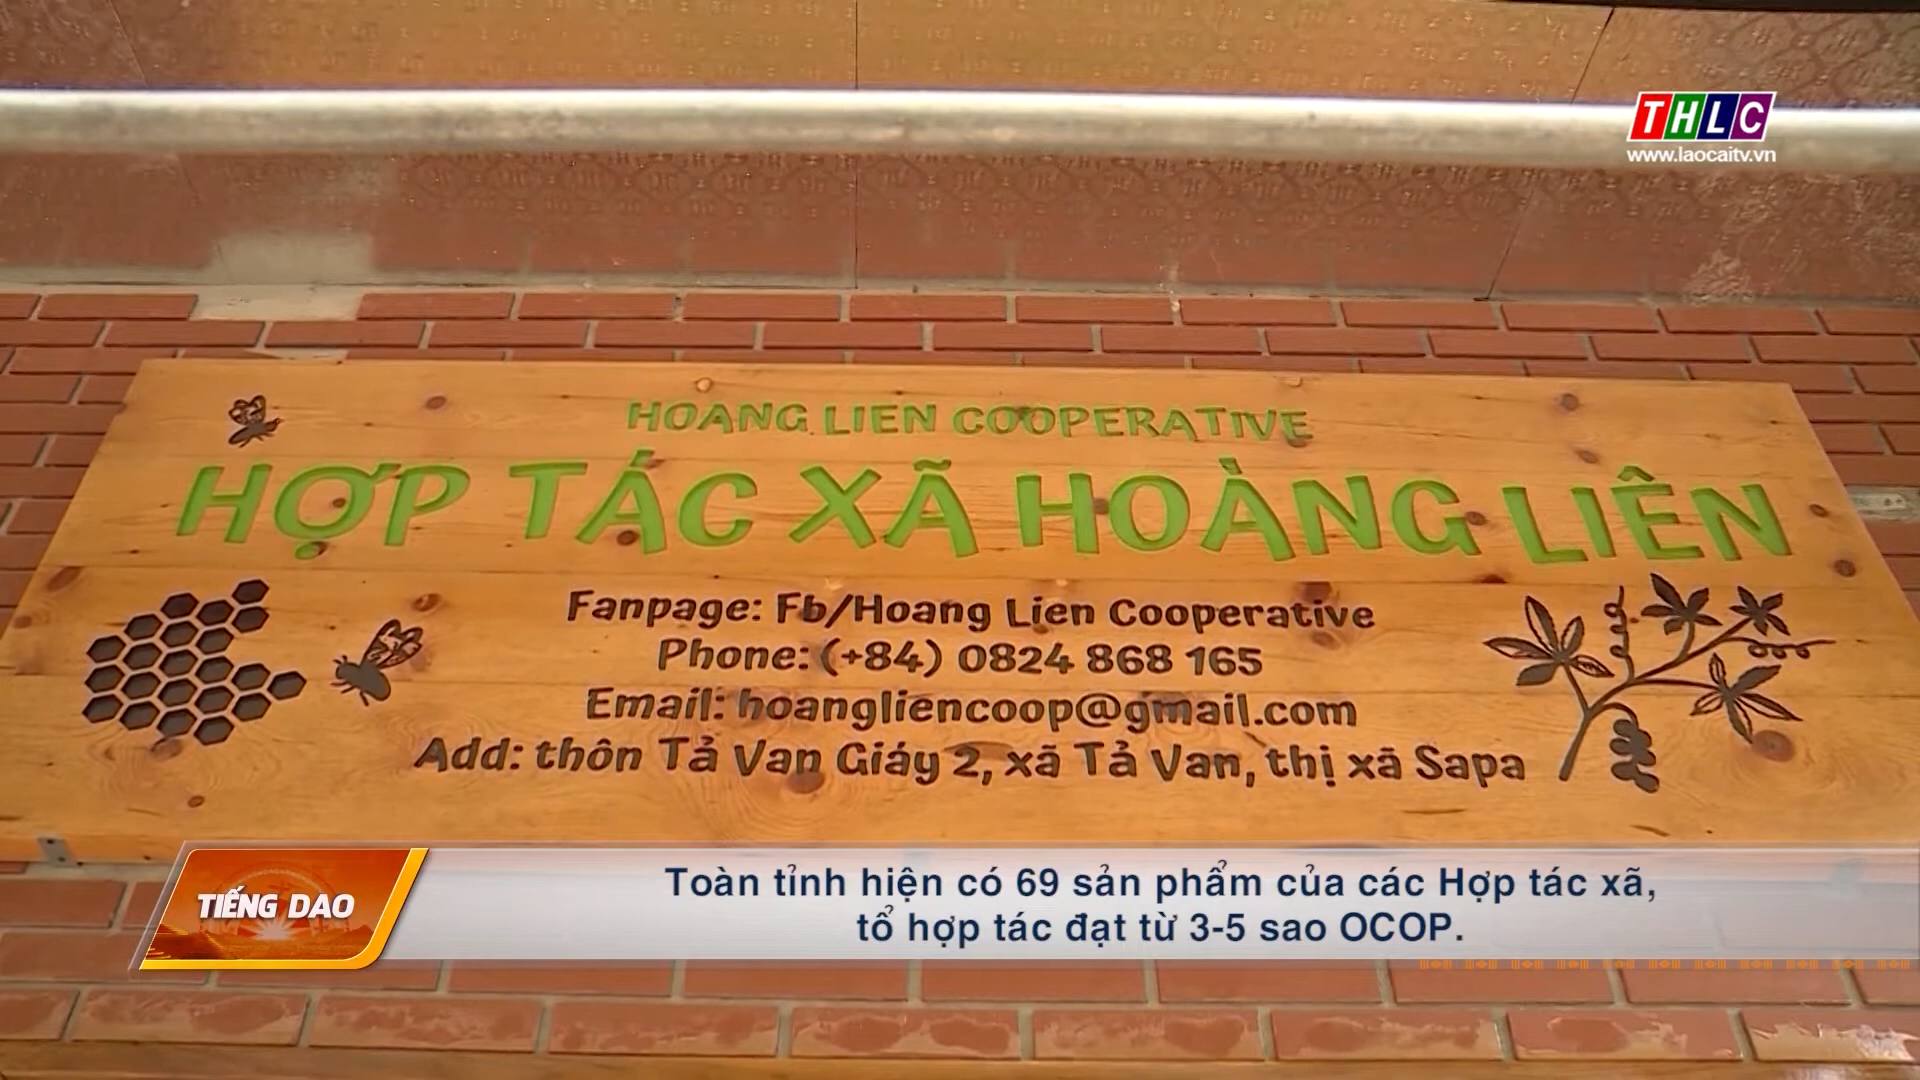 THLC
www.laocaitv.vn
HOANG LIEN COOPERATIVE
HỢP TÁC XÃ HOÀNG LIÊN
Fanpage: Fb/Hoang Lien Cooperative
Phone: (+84) 0824 868 165
Email: hoangliencoop@gmail.com
Add: thôn Tả Van Giáy 2, xã Tả Van, thị xã Sapa
TIẾNG DAO
Toàn tỉnh hiện có 69 sản phẩm của các Hợp tác xã,
tổ hợp tác đạt từ 3-5 sao OCOP.